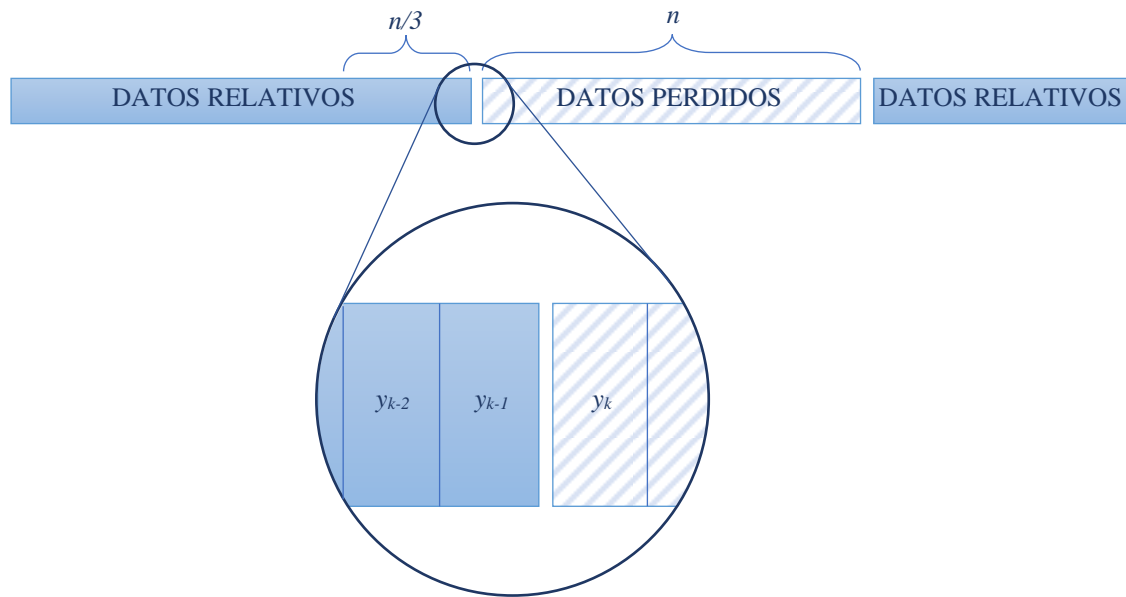 n/3
n
DATOS RELATIVOS
DATOS PERDIDOS
DATOS RELATIVOS
yk-2
yk-1
yk